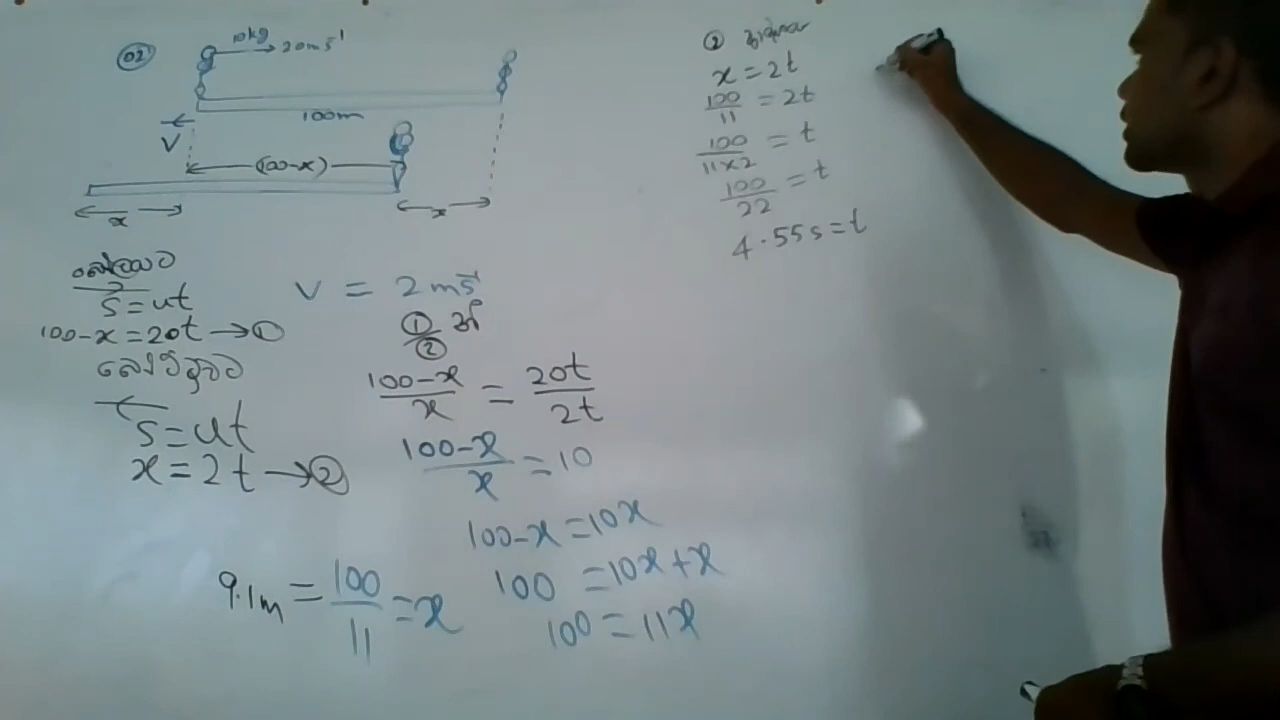 02
10kg
20ms⁻¹
100m
V
(100-x)
x
x
S=ut
100-x=20t →①
S=ut
x=2t →②
V = 2ms⁻¹
①/②
(100-x)/x = 20t/2t
(100-x)/x = 10
100-x=10x
100 =10x+x
100=11x
9.1m = 100/11 = x
②
x=2t
100/11 = 2t
100/(11x2) = t
100/22 = t
4.55s=t